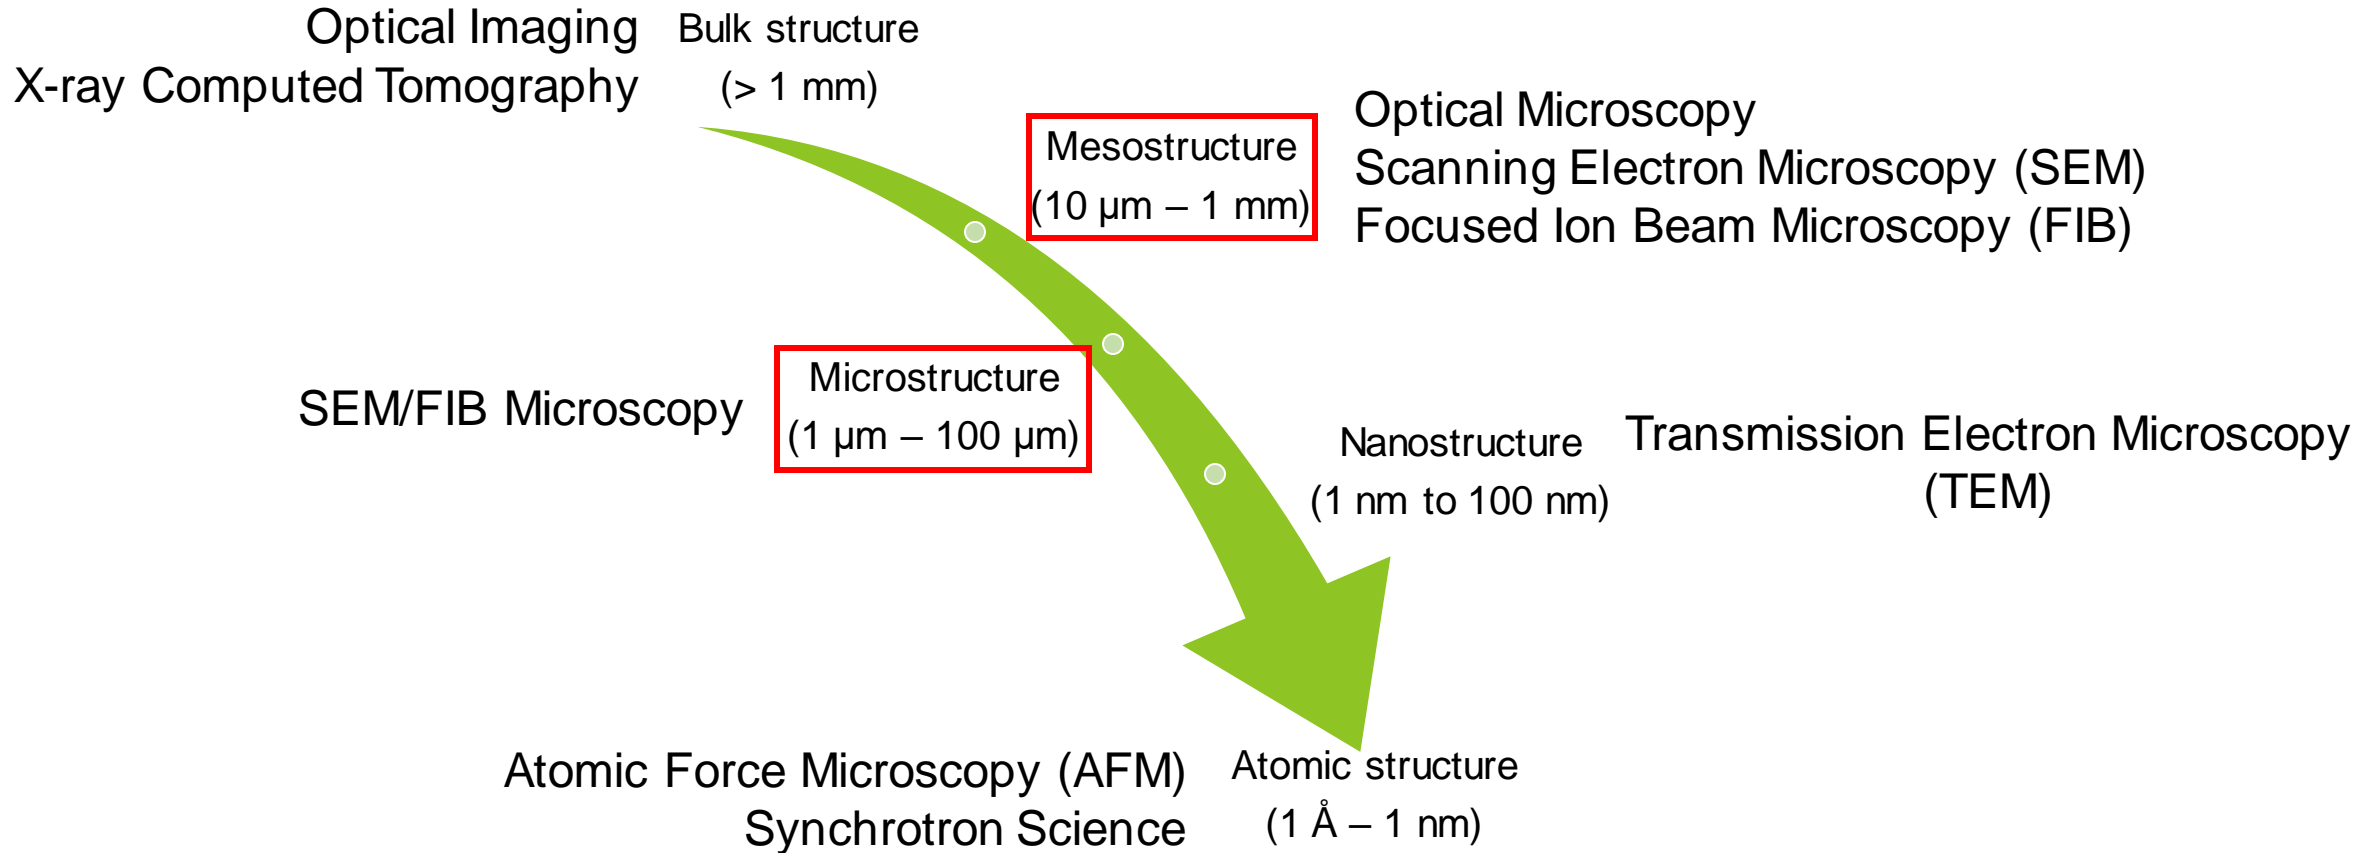 Optical Imaging
X-ray Computed Tomography
Bulk structure
(> 1 mm)
Mesostructure
(10 µm – 1 mm)
Optical Microscopy
Scanning Electron Microscopy (SEM)
Focused Ion Beam Microscopy (FIB)
SEM/FIB Microscopy
Microstructure
(1 µm – 100 µm)
Nanostructure
(1 nm to 100 nm)
Transmission Electron Microscopy
(TEM)
Atomic Force Microscopy (AFM)
Synchrotron Science
Atomic structure
(1 Å – 1 nm)